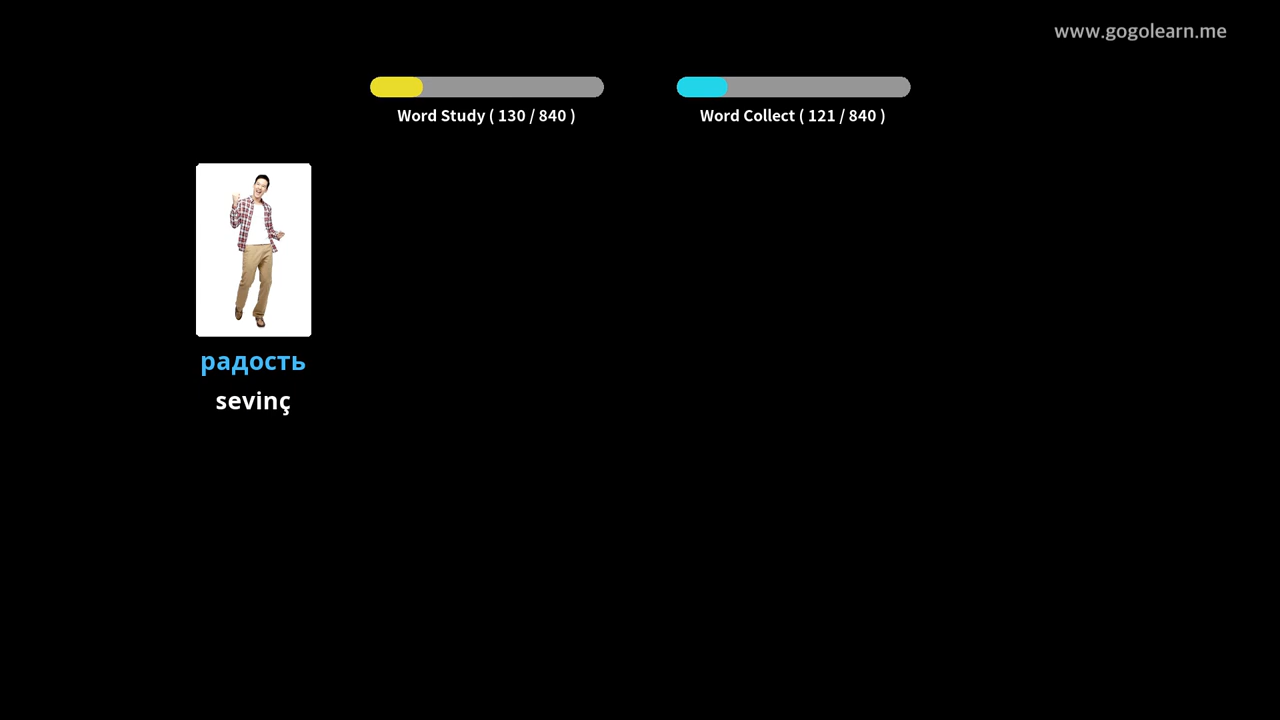 www.gogolearn.me
Word Study ( 130 / 840 )
Word Collect ( 121 / 840 )
радость
sevinç